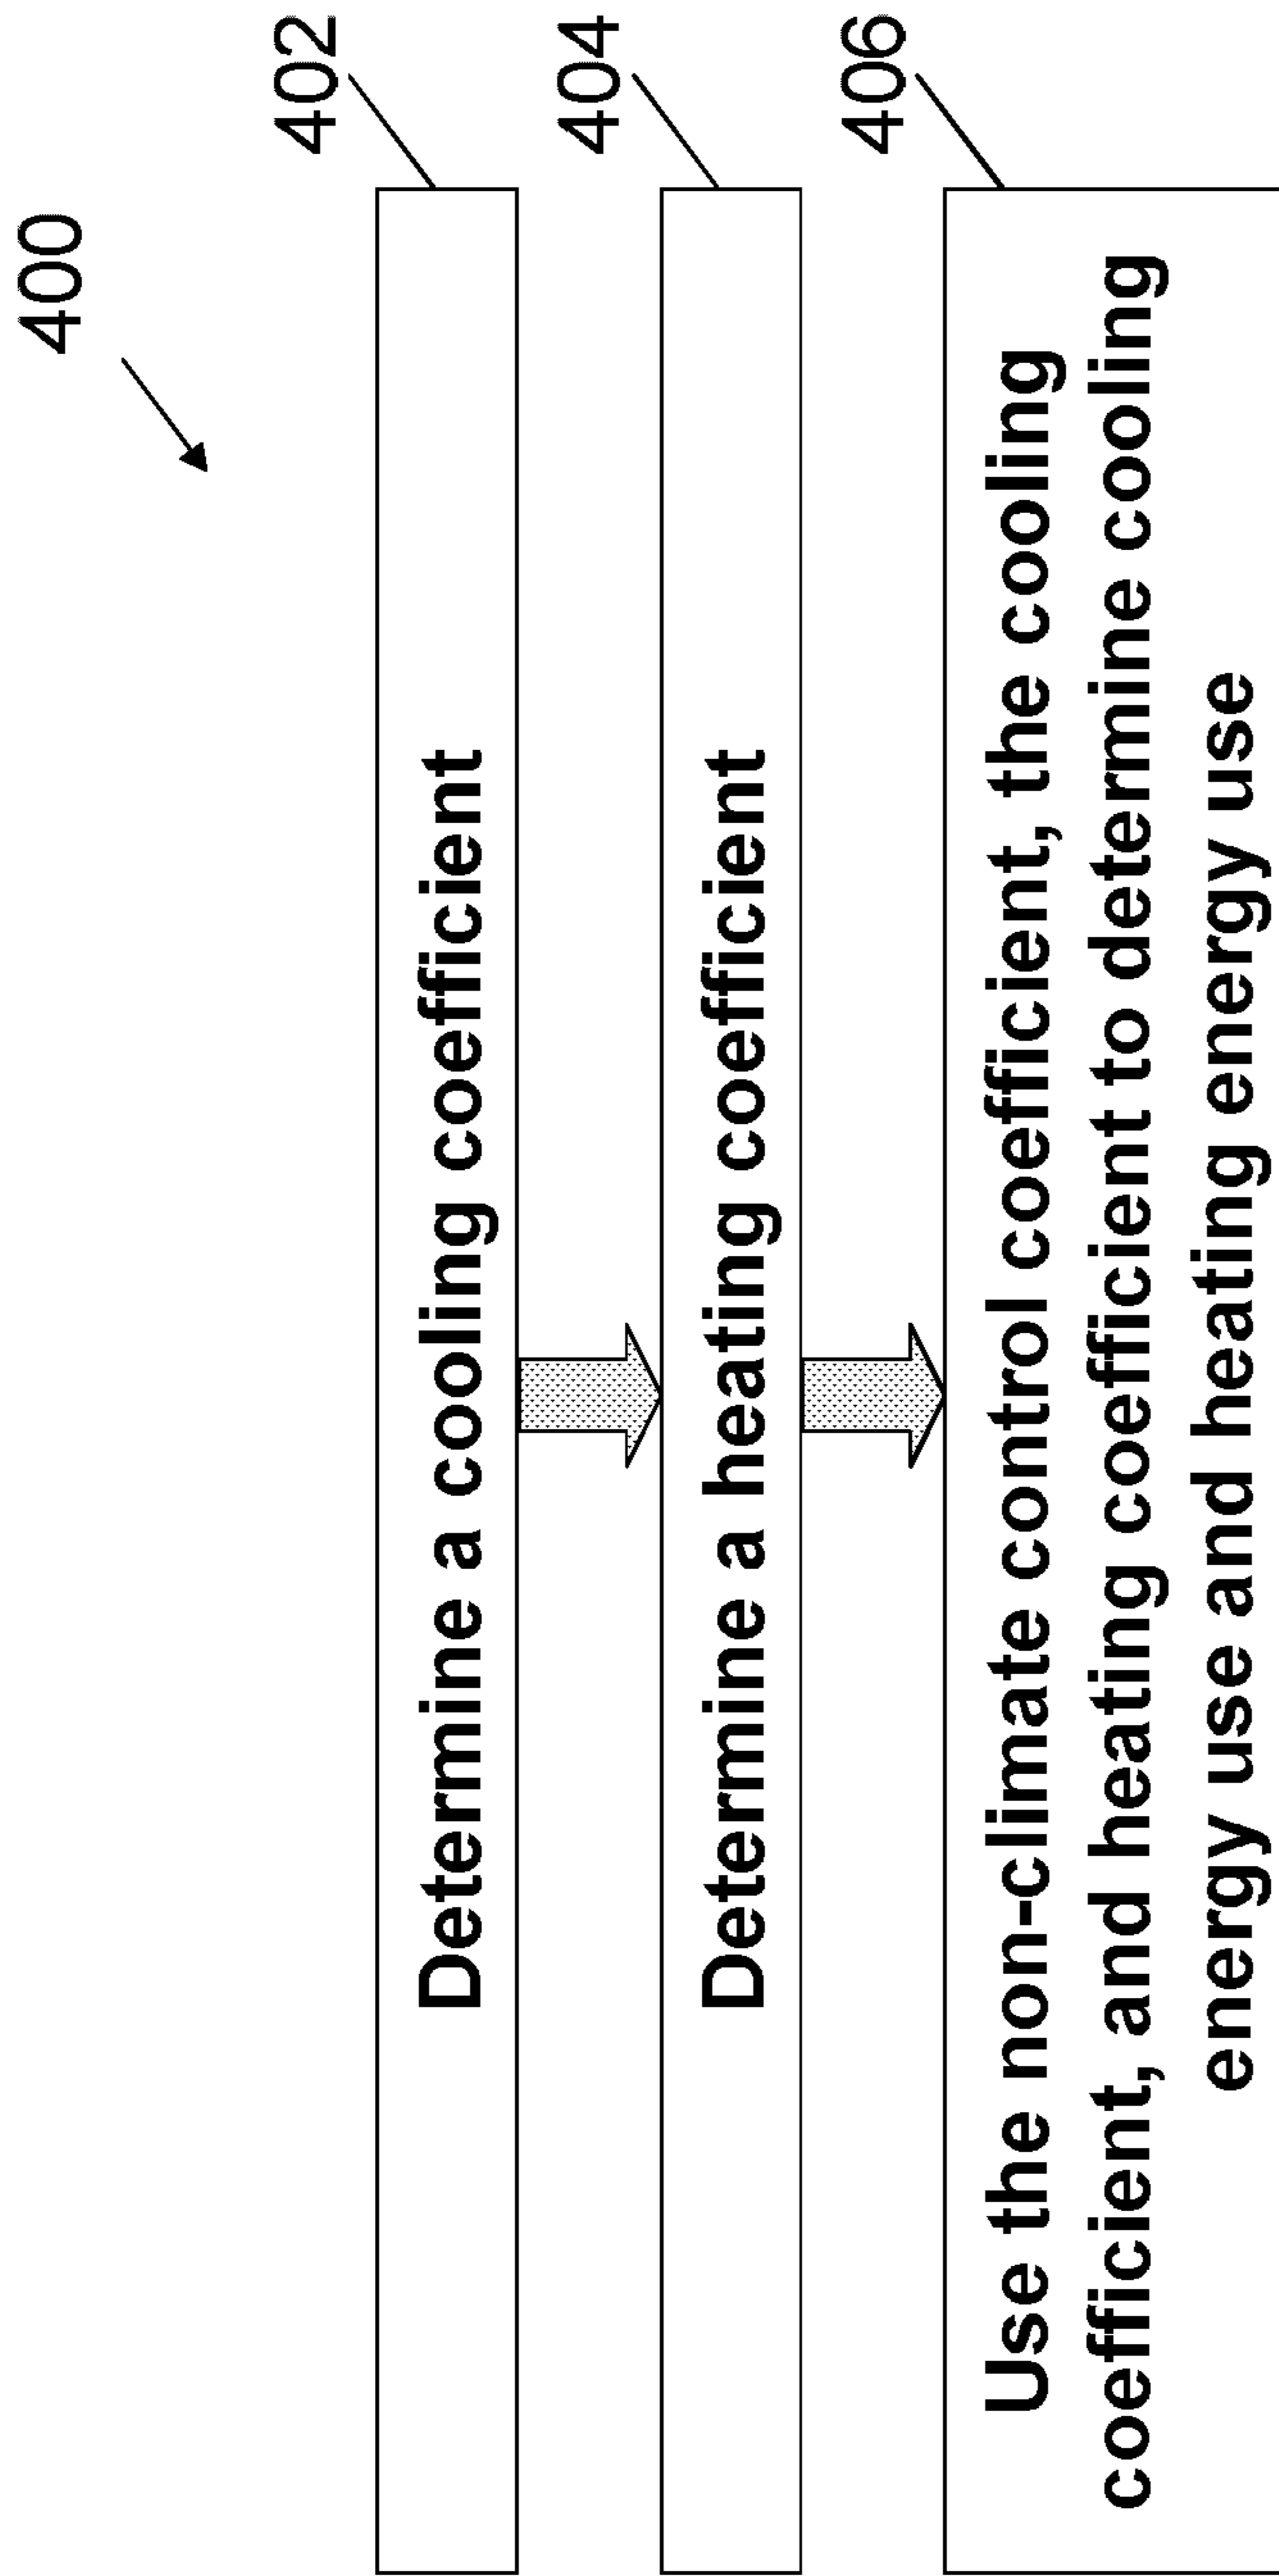 400
402
Determine a cooling coefficient
404
Determine a heating coefficient
406
Use the non-climate control coefficient, the cooling
coefficient, and heating coefficient to determine cooling
energy use and heating energy use